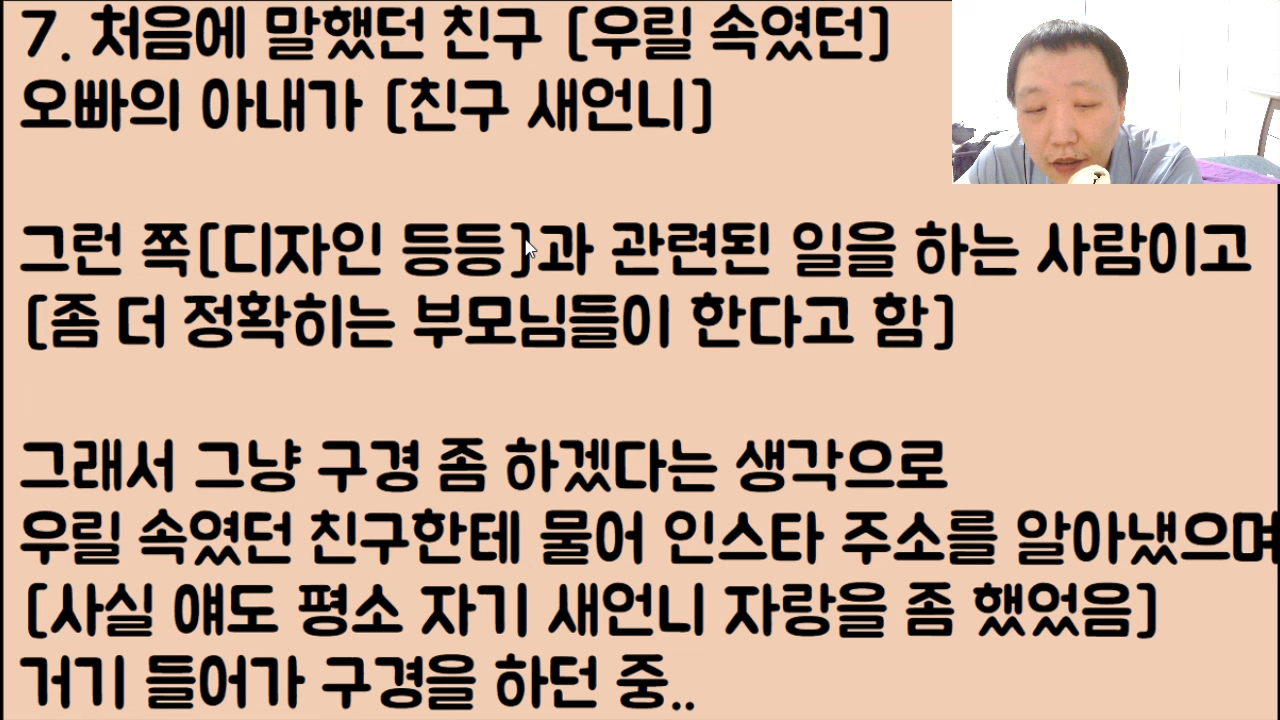 7. 처음에 말했던 친구 [우릴 속였던]
오빠의 아내가 [친구 새언니]
그런 쪽[디자인 등등]과 관련된 일을 하는 사람이고
[좀 더 정확히는 부모님들이 한다고 함]
그래서 그냥 구경 좀 하겠다는 생각으로
우릴 속였던 친구한테 물어 인스타 주소를 알아냈으며
[사실 얘도 평소 자기 새언니 자랑을 좀 했었음]
거기 들어가 구경을 하던 중..